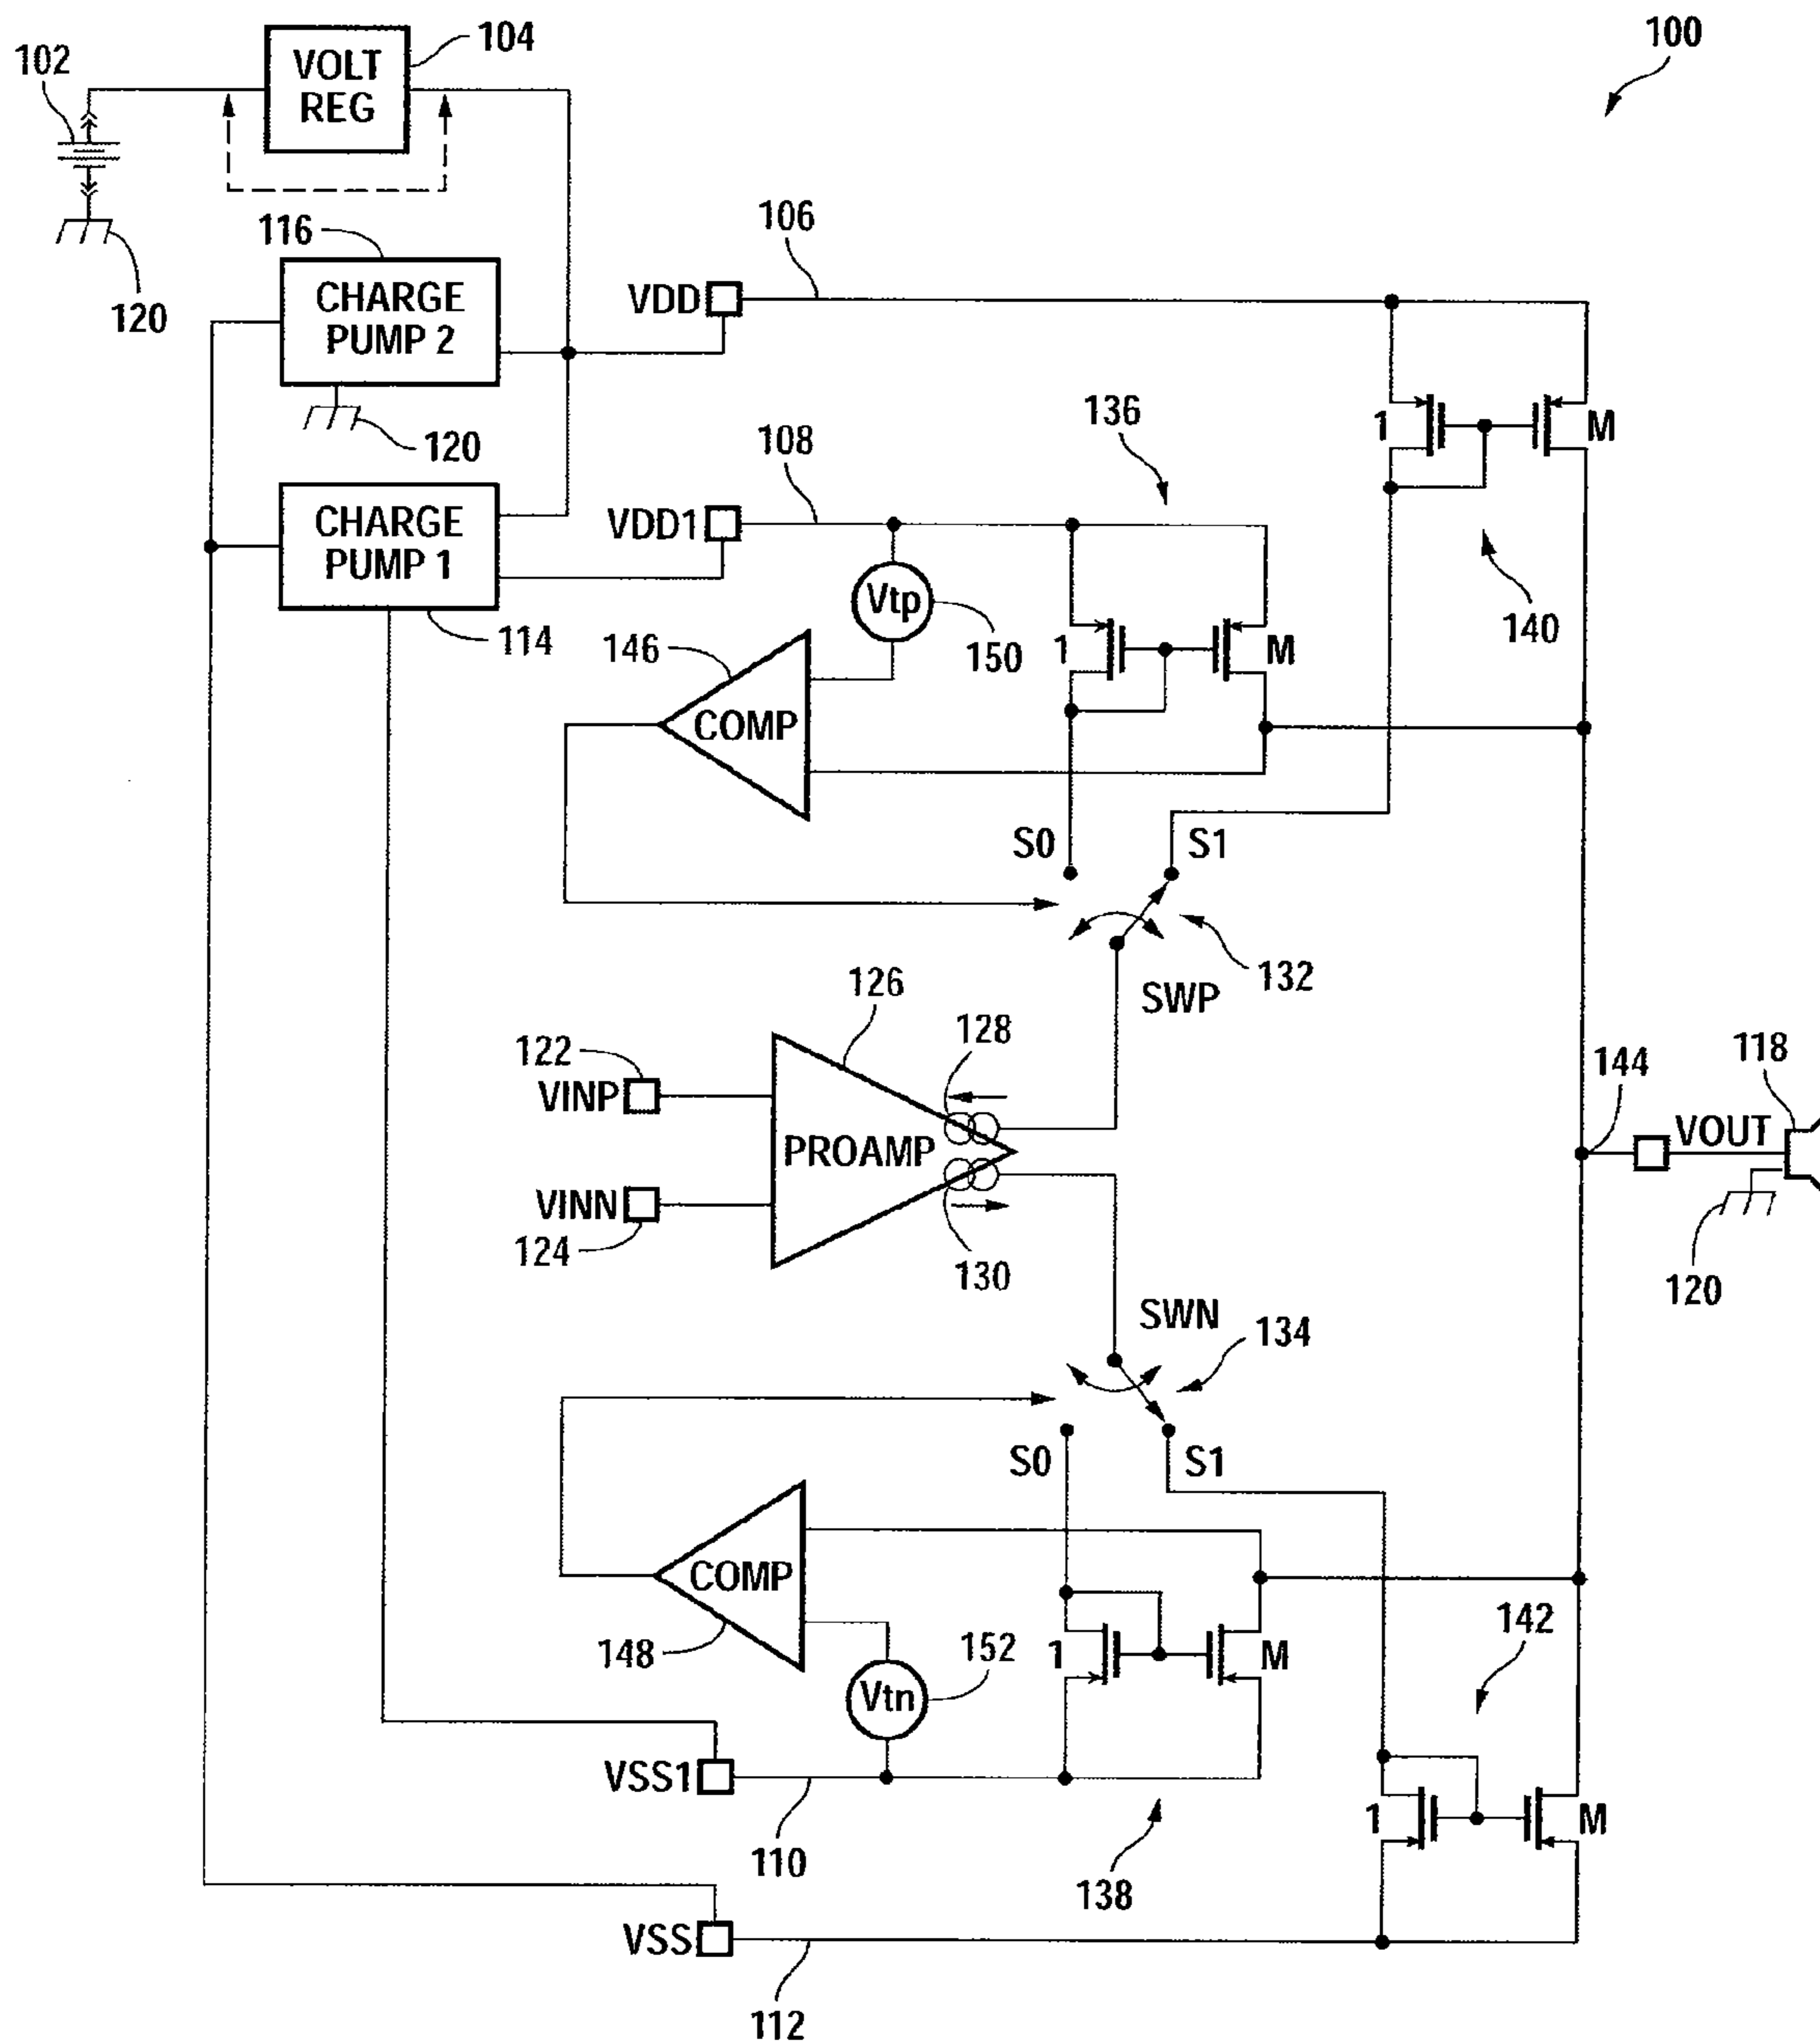 100
102
104
VOLT
REG
116
106
120
CHARGE
PUMP 2
VDD
120
136
1
M
108
CHARGE
PUMP 1
VDD1
140
114
Vtp
150
146
1
M
COMP
S0
S1
132
SWP
126
128
122
VINP
144
118
VOUT
PROAMP
VINN
124
130
120
SWN
134
S0
S1
COMP
148
152
1
M
142
Vtn
VSS1
1
M
110
138
VSS
112